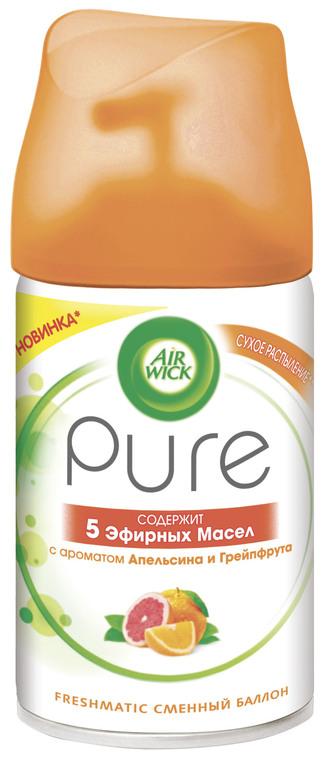 НОВИНКА*
AIR
WICK
СУХОЕ РАСПЫЛЕНИЕ
Pure
СОДЕРЖИТ
5 Эфирных Масел
с ароматом Апельсина и Грейпфрута
FRESHMATIC СМЕННЫЙ БАЛЛОН